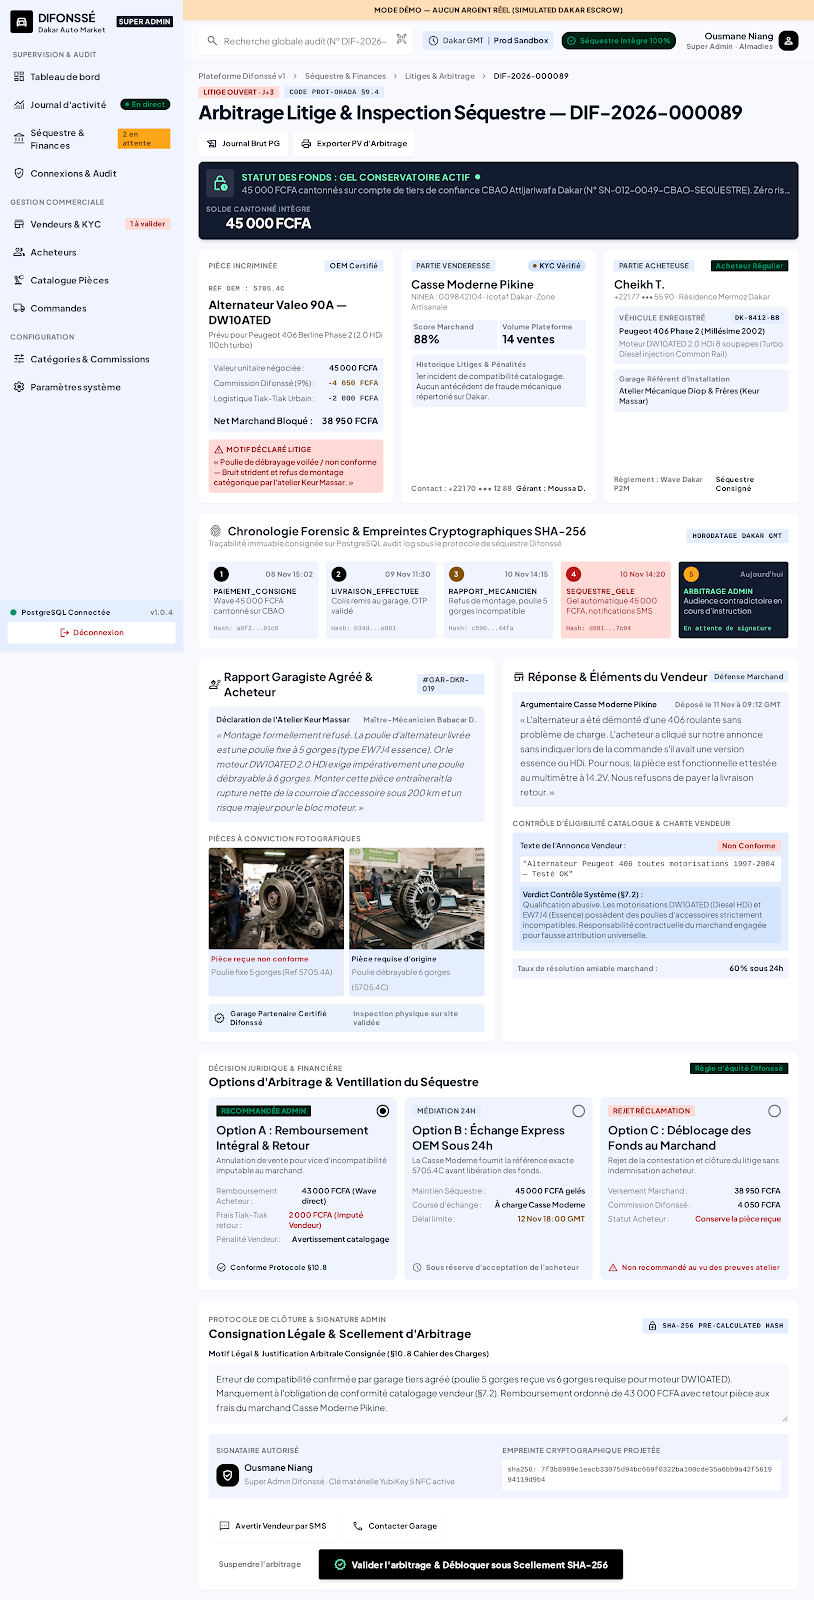 MODE DÉMO — AUCUN ARGENT RÉEL (SIMULATED DAKAR ESCROW)
DIFONSSÉ
Dakar Auto Market
SUPER ADMIN
SUPERVISION & AUDIT
Tableau de bord
Journal d'activité
En direct
Séquestre &
Finances
2 en
attente
Connexions & Audit
GESTION COMMERCIALE
Vendeurs & KYC
1 à valider
Acheteurs
Catalogue Pièces
Commandes
CONFIGURATION
Catégories & Commissions
Paramètres système
PostgreSQL Connectée
v1.0.4
Déconnexion
Recherche globale audit (N° DIF-2026-
Dakar GMT | Prod Sandbox
Séquestre Intègre 100%
Ousmane Niang
Super Admin · Almadies
Plateforme Difonssé v1 > Séquestre & Finances > Litiges & Arbitrage > DIF-2026-000089
LITIGE OUVERT · J+3
CODE PROT-OHADA §9.4
Arbitrage Litige & Inspection Séquestre — DIF-2026-000089
Journal Brut PG
Exporter PV d'Arbitrage
STATUT DES FONDS : GEL CONSERVATOIRE ACTIF
45 000 FCFA cantonnés sur compte de tiers de confiance CBAO Attijariwafa Dakar (N° SN-012-0049-CBAO-SEQUESTRE). Zéro ris...
SOLDE CANTONNÉ INTÈGRE
45 000 FCFA
PIÈCE INCRIMINÉE
OEM Certifié
RÉF OEM : 5705.4C
Alternateur Valeo 90A —
DW10ATED
Prévu pour Peugeot 406 Berline Phase 2 (2.0 HDi
110ch turbo)
Valeur unitaire négociée :
45 000 FCFA
Commission Difonssé (9%) :
-4 050 FCFA
Logistique Tiak-Tiak Urbain :
-2 000 FCFA
Net Marchand Bloqué :
38 950 FCFA
MOTIF DÉCLARÉ LITIGE
« Poulie de débrayage voilée / non conforme
— Bruit strident et refus de montage
catégorique par l'atelier Keur Massar. »
PARTIE VENDERESSE
KYC Vérifié
Casse Moderne Pikine
NINEA : 009842104 · Icotaf Dakar · Zone
Artisanale
Score Marchand
88%
Volume Plateforme
14 ventes
Historique Litiges & Pénalités
1er incident de compatibilité catalogage.
Aucun antécédent de fraude mécanique
répertorié sur Dakar.
Contact : +221 70 ••• 12 88
Gérant : Moussa D.
PARTIE ACHETEUSE
Acheteur Régulier
Cheikh T.
+221 77 ••• 55 90 · Résidence Mermoz Dakar
VÉHICULE ENREGISTRÉ
DK-8412-BB
Peugeot 406 Phase 2 (Millésime 2002)
Moteur DW10ATED 2.0 HDi 8 soupapes (Turbo
Diesel injection Common Rail)
Garage Référent d'Installation
Atelier Mécanique Diop & Frères (Keur
Massar)
Règlement : Wave Dakar
P2M
Séquestre
Consigné
Chronologie Forensic & Empreintes Cryptographiques SHA-256
Traçabilité immuable consignée sur PostgreSQL audit log sous le protocole de séquestre Difonssé
HORODATAGE DAKAR GMT
1
08 Nov 15:02
PAIEMENT_CONSIGNE
Wave 45 000 FCFA
cantonné sur CBAO
Hash: a8f2...91c0
2
09 Nov 11:30
LIVRAISON_EFFECTUEE
Colis remis au garage, OTP
validé
Hash: b34d...e881
3
10 Nov 14:15
RAPPORT_MECANICIEN
Refus de montage, poulie 5
gorges incompatible
Hash: c590...44fa
4
10 Nov 14:20
SEQUESTRE_GELE
Gel automatique 45 000
FCFA, notifications SMS
Hash: d881...7c04
5
Aujourd'hui
ARBITRAGE ADMIN
Audience contradictoire en
cours d'instruction
En attente de signature
Rapport Garagiste Agréé &
Acheteur
#GAR-DKR-
019
Déclaration de l'Atelier Keur Massar
Maître-Mécanicien Babacar D.
« Montage formellement refusé. La poulie d'alternateur livrée
est une poulie fixe à 5 gorges (type EW7J4 essence). Or le
moteur DW10ATED 2.0 HDi exige impérativement une poulie
débrayable à 6 gorges. Monter cette pièce entraînerait la
rupture nette de la courroie d'accessoire sous 200 km et un
risque majeur pour le bloc moteur. »
PIÈCES À CONVICTION FOTOGRAFIQUES
Pièce reçue non conforme
Poulie fixe 5 gorges (Ref 5705.4A)
Pièce requise d'origine
Poulie débrayable 6 gorges
(5705.4C)
Garage Partenaire Certifié
Difonssé
Inspection physique sur site
validée
Réponse & Éléments du Vendeur
Défense Marchand
Argumentaire Casse Moderne Pikine
Déposé le 11 Nov à 09:12 GMT
« L'alternateur a été démonté d'une 406 roulante sans
problème de charge. L'acheteur a cliqué sur notre annonce
sans indiquer lors de la commande s'il avait une version
essence ou HDi. Pour nous, la pièce est fonctionnelle et testée
au multimètre à 14.2V. Nous refusons de payer la livraison
retour. »
CONTRÔLE D'ÉLIGIBILITÉ CATALOGUE & CHARTE VENDEUR
Texte de l'Annonce Vendeur :
Non Conforme
"Alternateur Peugeot 406 toutes motorisations 1997-2004
— Testé OK"
Verdict Contrôle Système (§7.2) :
Qualification abusive. Les motorisations DW10ATED (Diesel HDi) et
EW7J4 (Essence) possèdent des poulies d'accessoires strictement
incompatibles. Responsabilité contractuelle du marchand engagée
pour fausse attribution universelle.
Taux de résolution amiable marchand :
60% sous 24h
DÉCISION JURIDIQUE & FINANCIÈRE
Options d'Arbitrage & Ventillation du Séquestre
Règle d'équité Difonssé
RECOMMANDÉE ADMIN
Option A : Remboursement
Intégral & Retour
Annulation de vente pour vice d'incompatibilité
imputable au marchand.
Remboursement
Acheteur :
43 000 FCFA (Wave
direct)
Frais Tiak-Tiak
retour :
2 000 FCFA (Imputé
Vendeur)
Pénalité Vendeur :
Avertissement catalogage
Conforme Protocole §10.8
MÉDIATION 24H
Option B : Échange Express
OEM Sous 24h
La Casse Moderne fournit la référence exacte
5705.4C avant libération des fonds.
Maintien Séquestre :
45 000 FCFA gelés
Course d'échange :
À charge Casse Moderne
Délai limite :
12 Nov 18:00 GMT
Sous réserve d'acceptation de l'acheteur
REJET RÉCLAMATION
Option C : Déblocage des
Fonds au Marchand
Rejet de la contestation et clôture du litige sans
indemnisation acheteur.
Versement Marchand :
38 950 FCFA
Commission Difonssé :
4 050 FCFA
Statut Acheteur :
Conserve la pièce reçue
Non recommandé au vu des preuves atelier
PROTOCOLE DE CLÔTURE & SIGNATURE ADMIN
Consignation Légale & Scellement d'Arbitrage
SHA-256 PRE-CALCULATED HASH
Motif Légal & Justification Arbitrale Consignée (§10.8 Cahier des Charges)
Erreur de compatibilité confirmée par garage tiers agréé (poulie 5 gorges reçue vs 6 gorges requise pour moteur DW10ATED).
Manquement à l'obligation de conformité catalogage vendeur (§7.2). Remboursement ordonné de 43 000 FCFA avec retour pièce aux
frais du marchand Casse Moderne Pikine.
SIGNATAIRE AUTORISÉ
Ousmane Niang
Super Admin Difonssé · Clé matérielle YubiKey 5 NFC active
EMPREINTE CRYPTOGRAPHIQUE PROJETÉE
sha256: 7f3b8909e1eacb33075d94bc669f0322ba100cde35a6bb9a42f5619
94119d9b4
Avertir Vendeur par SMS
Contacter Garage
Suspendre l'arbitrage
Valider l'arbitrage & Débloquer sous Scellement SHA-256